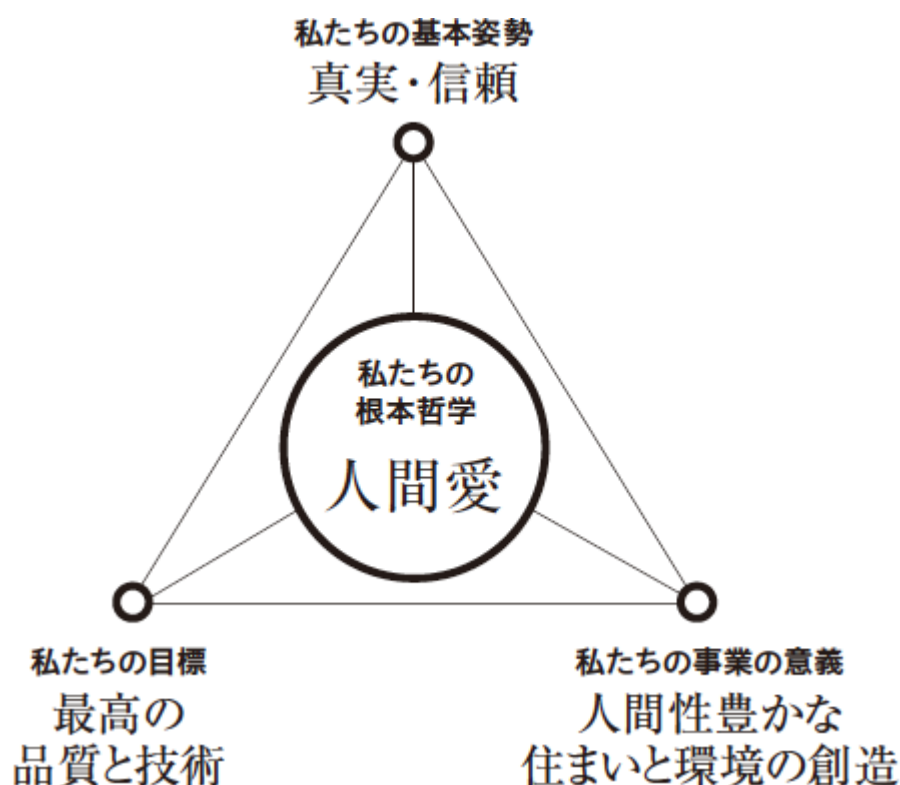 私たちの基本姿勢
真実・信頼
私たちの
根本哲学
人間愛
私たちの目標
最高の
品質と技術
私たちの事業の意義
人間性豊かな
住まいと環境の創造